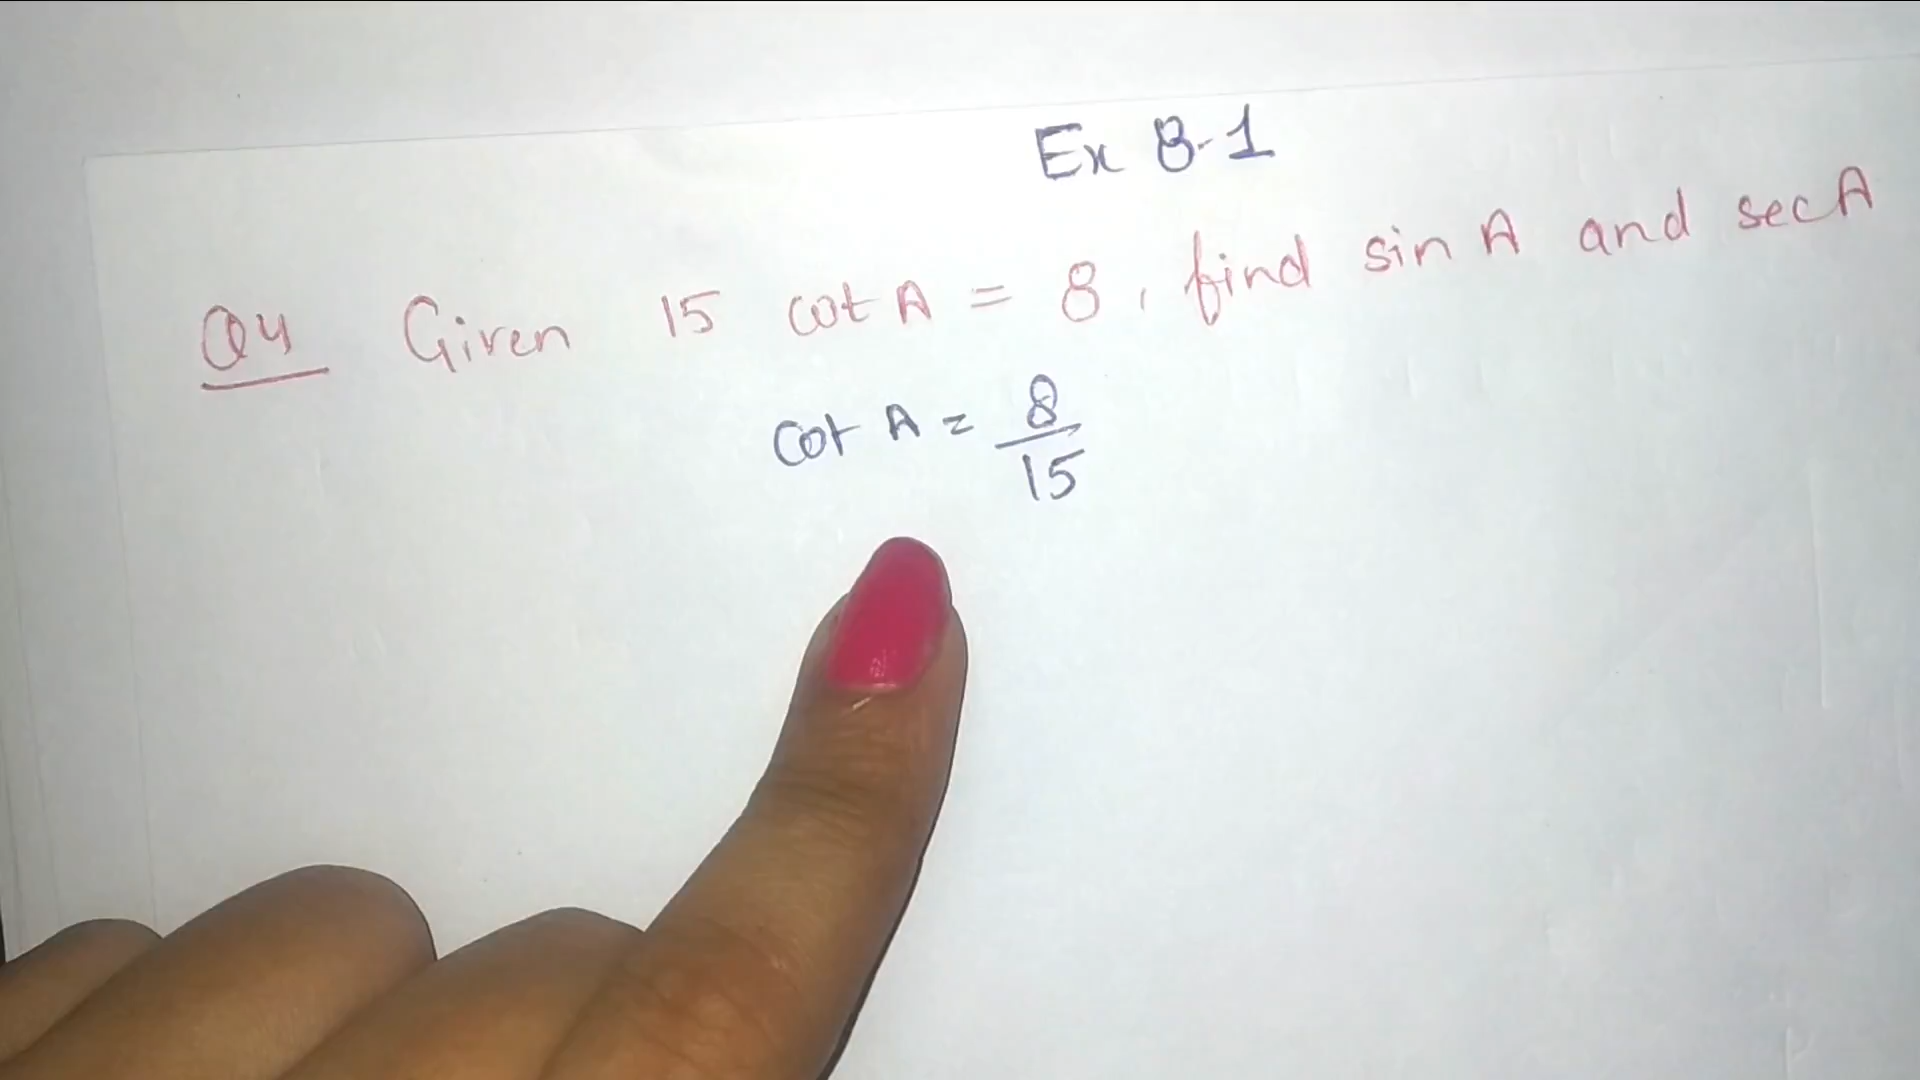 Ex 8.1
Q4 Given 15 cot A = 8, find sin A and sec A
cot A = 8/15